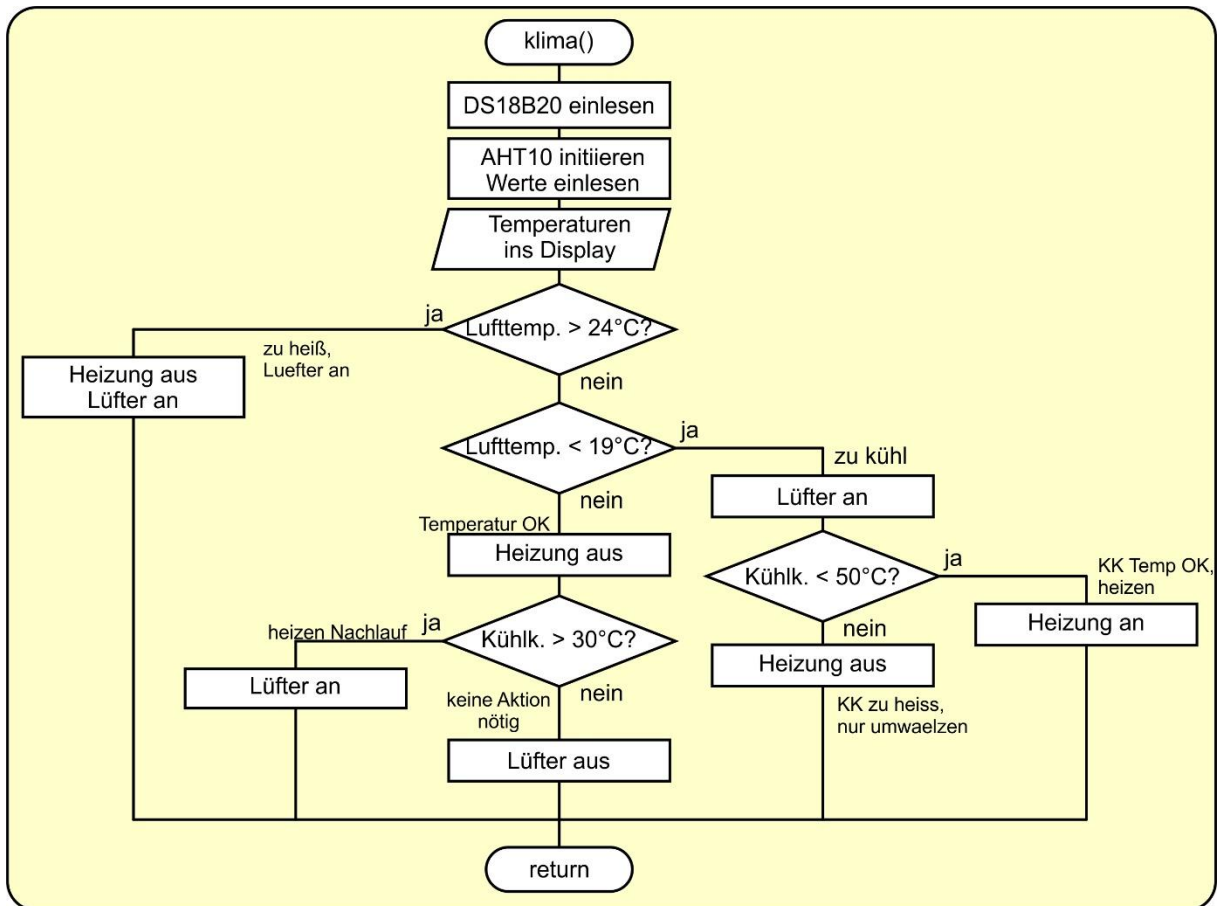 klima()
DS18B20 einlesen
AHT10 initiieren
Werte einlesen
Temperaturen
ins Display
Lufttemp. > 24°C?
ja
zu heiß,
Luefter an
Heizung aus
Lüfter an
nein
Lufttemp. < 19°C?
ja
zu kühl
Lüfter an
nein
Temperatur OK
Heizung aus
Kühlk. < 50°C?
ja
KK Temp OK,
heizen
Heizung an
nein
Heizung aus
KK zu heiss,
nur umwaelzen
Kühlk. > 30°C?
ja
heizen Nachlauf
Lüfter an
nein
keine Aktion
nötig
Lüfter aus
return